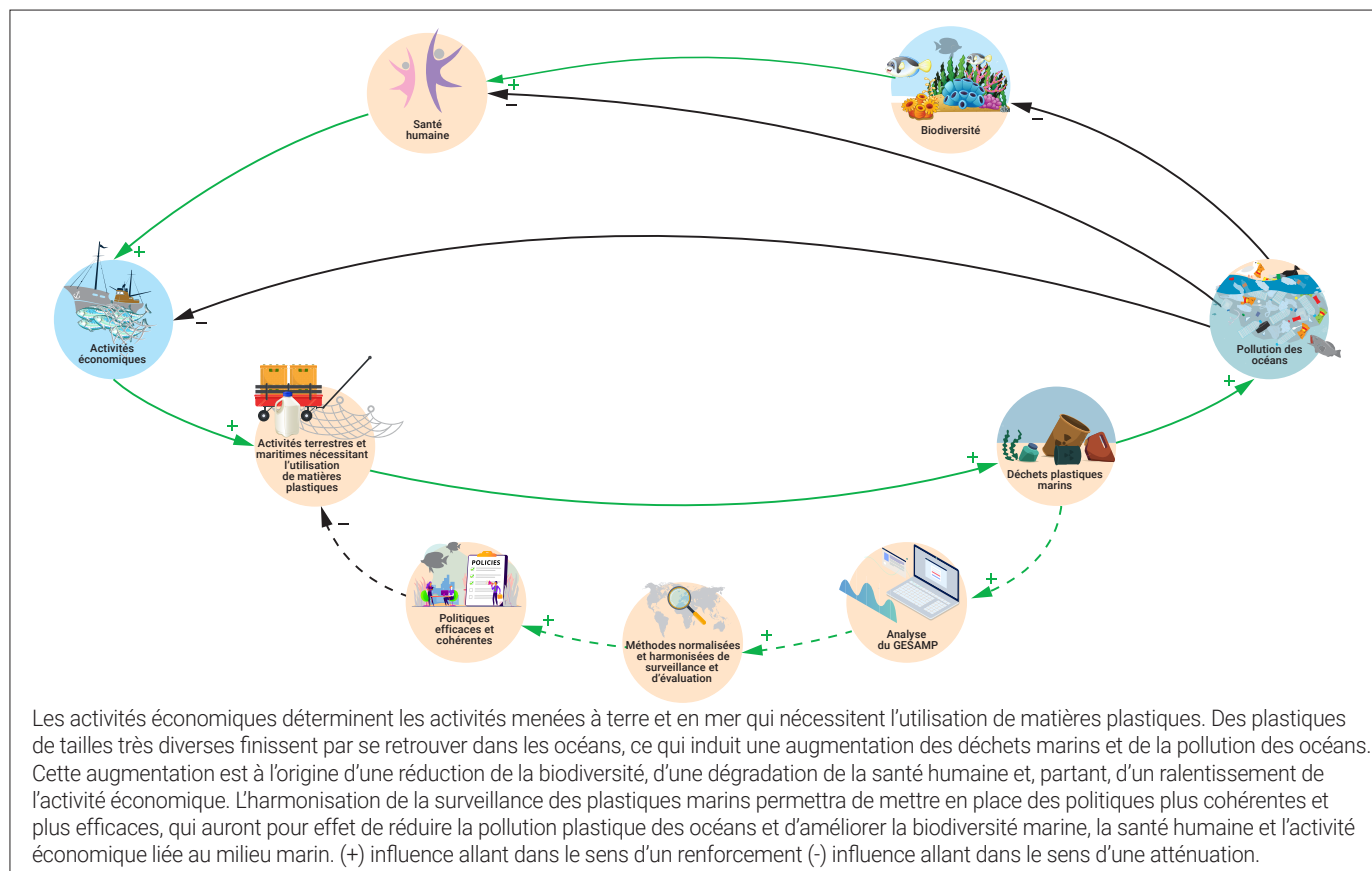 Santé
humaine
+
−
Biodiversité
−
+
Activités
économiques
−
Pollution des
océans
+
+
Activités terrestres et
maritimes nécessitant
l'utilisation
de matières
plastiques
+
Déchets plastiques
marins
−
POLICIES
Politiques
efficaces et
cohérentes
+
Méthodes normalisées
et harmonisées de
surveillance et
d'évaluation
+
Analyse
du GESAMP
+
Les activités économiques déterminent les activités menées à terre et en mer qui nécessitent l'utilisation de matières plastiques. Des plastiques
de tailles très diverses finissent par se retrouver dans les océans, ce qui induit une augmentation des déchets marins et de la pollution des océans.
Cette augmentation est à l'origine d'une réduction de la biodiversité, d'une dégradation de la santé humaine et, partant, d'un ralentissement de
l'activité économique. L'harmonisation de la surveillance des plastiques marins permettra de mettre en place des politiques plus cohérentes et
plus efficaces, qui auront pour effet de réduire la pollution plastique des océans et d'améliorer la biodiversité marine, la santé humaine et l'activité
économique liée au milieu marin. (+) influence allant dans le sens d'un renforcement (-) influence allant dans le sens d'une atténuation.